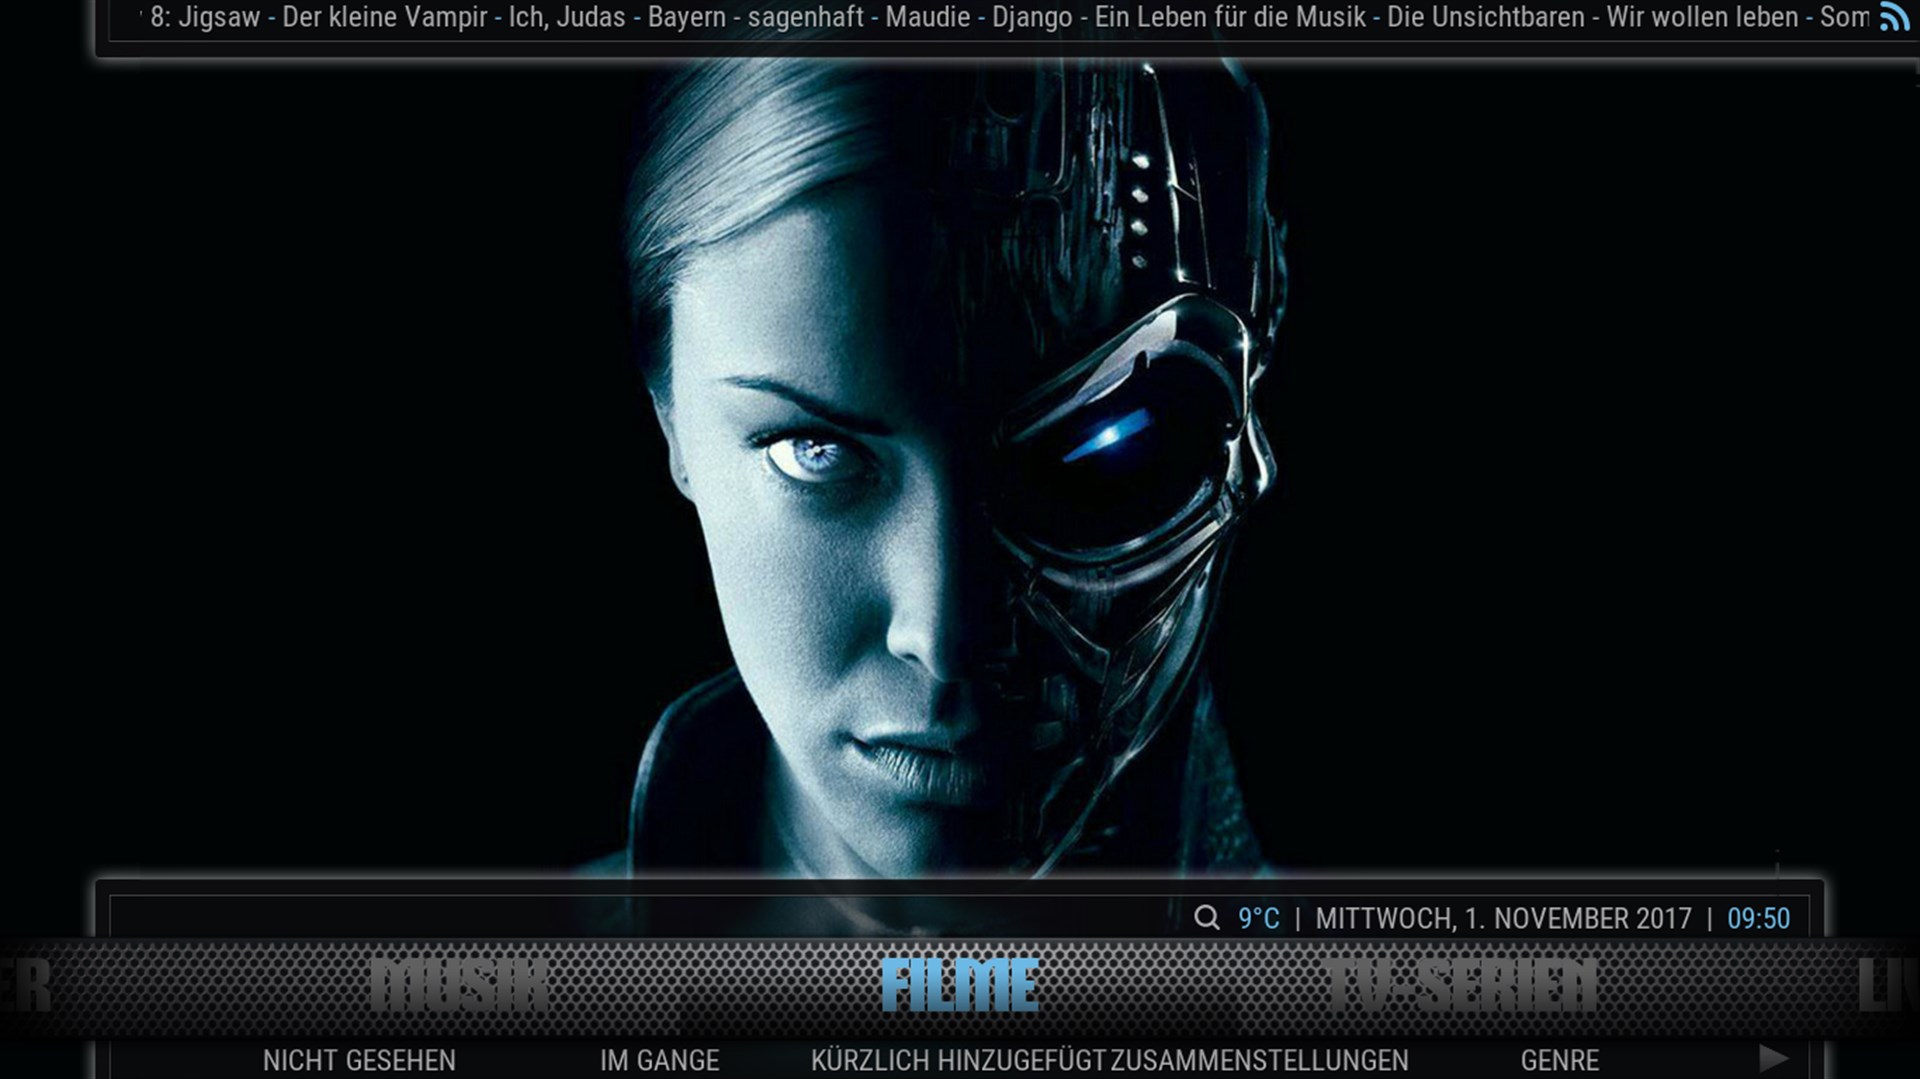 8: Jigsaw - Der kleine Vampir - Ich, Judas - Bayern - sagenhaft - Maudie - Django - Ein Leben für die Musik - Die Unsichtbaren - Wir wollen leben - Som
9°C | MITTWOCH, 1. NOVEMBER 2017 | 09:50
ER MUSIK FILME TV-SERIEN LIV
NICHT GESEHEN IM GANGE KÜRZLICH HINZUGEFÜGT ZUSAMMENSTELLUNGEN GENRE